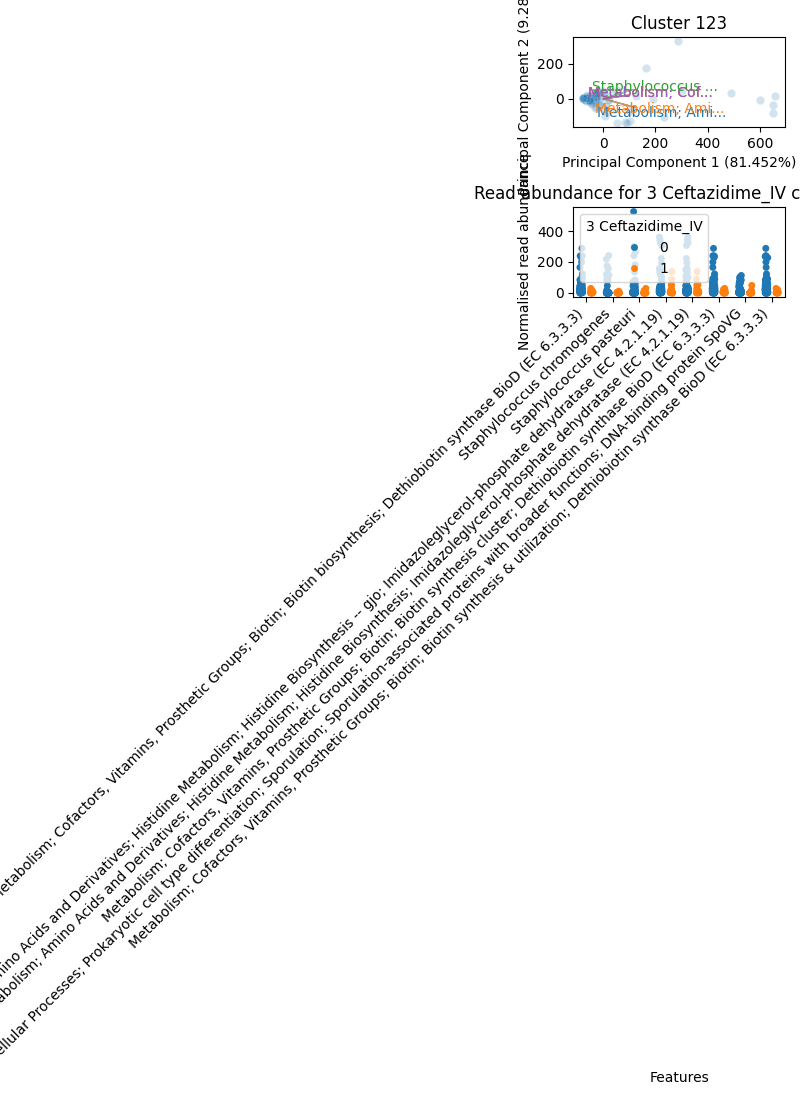 Cluster 123
Principal Component 2 (9.28
200
0
Staphylococcus ...
Metabolism; Cof...
Metabolism; Ami...
Metabolism; Ami...
0
200
400
600
Principal Component 1 (81.452%)
Read abundance for 3 Ceftazidime_IV c
Normalised read abundance
400
200
0
3 Ceftazidime_IV
0
1
etabolism; Cofactors, Vitamins, Prosthetic Groups; Biotin; Biotin biosynthesis; Dethiobiotin synthase BioD (EC 6.3.3.3)
Staphylococcus chromogenes
Staphylococcus pasteuri
mino Acids and Derivatives; Histidine Metabolism; Histidine Biosynthesis -- gjo; Imidazoleglycerol-phosphate dehydratase (EC 4.2.1.19)
abolism; Amino Acids and Derivatives; Histidine Metabolism; Histidine Biosynthesis; Imidazoleglycerol-phosphate dehydratase (EC 4.2.1.19)
Metabolism; Cofactors, Vitamins, Prosthetic Groups; Biotin; Biotin synthesis cluster; Dethiobiotin synthase BioD (EC 6.3.3.3)
ellular Processes; Prokaryotic cell type differentiation; Sporulation; Sporulation-associated proteins with broader functions; DNA-binding protein SpoVG
Metabolism; Cofactors, Vitamins, Prosthetic Groups; Biotin; Biotin synthesis & utilization; Dethiobiotin synthase BioD (EC 6.3.3.3)
Features